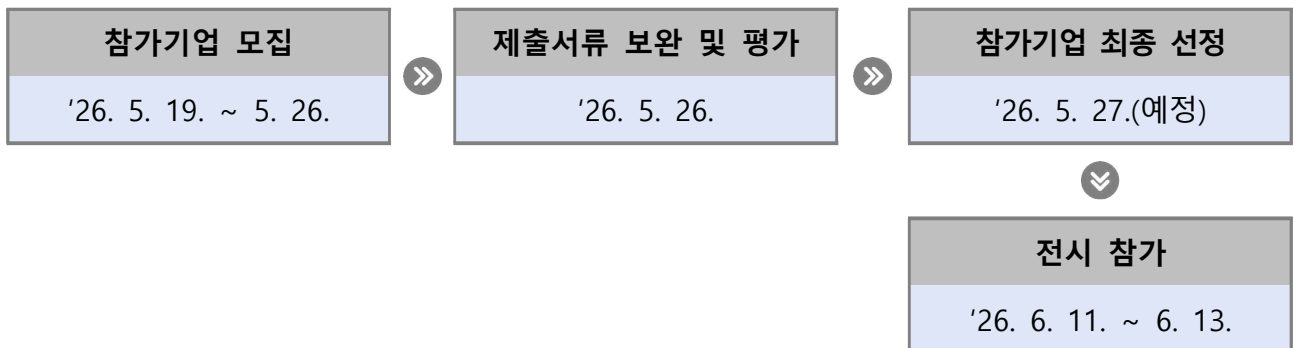 참가기업 모집
'26. 5. 19. ~ 5. 26.
제출서류 보완 및 평가
'26. 5. 26.
참가기업 최종 선정
'26. 5. 27.(예정)
전시 참가
'26. 6. 11. ~ 6. 13.